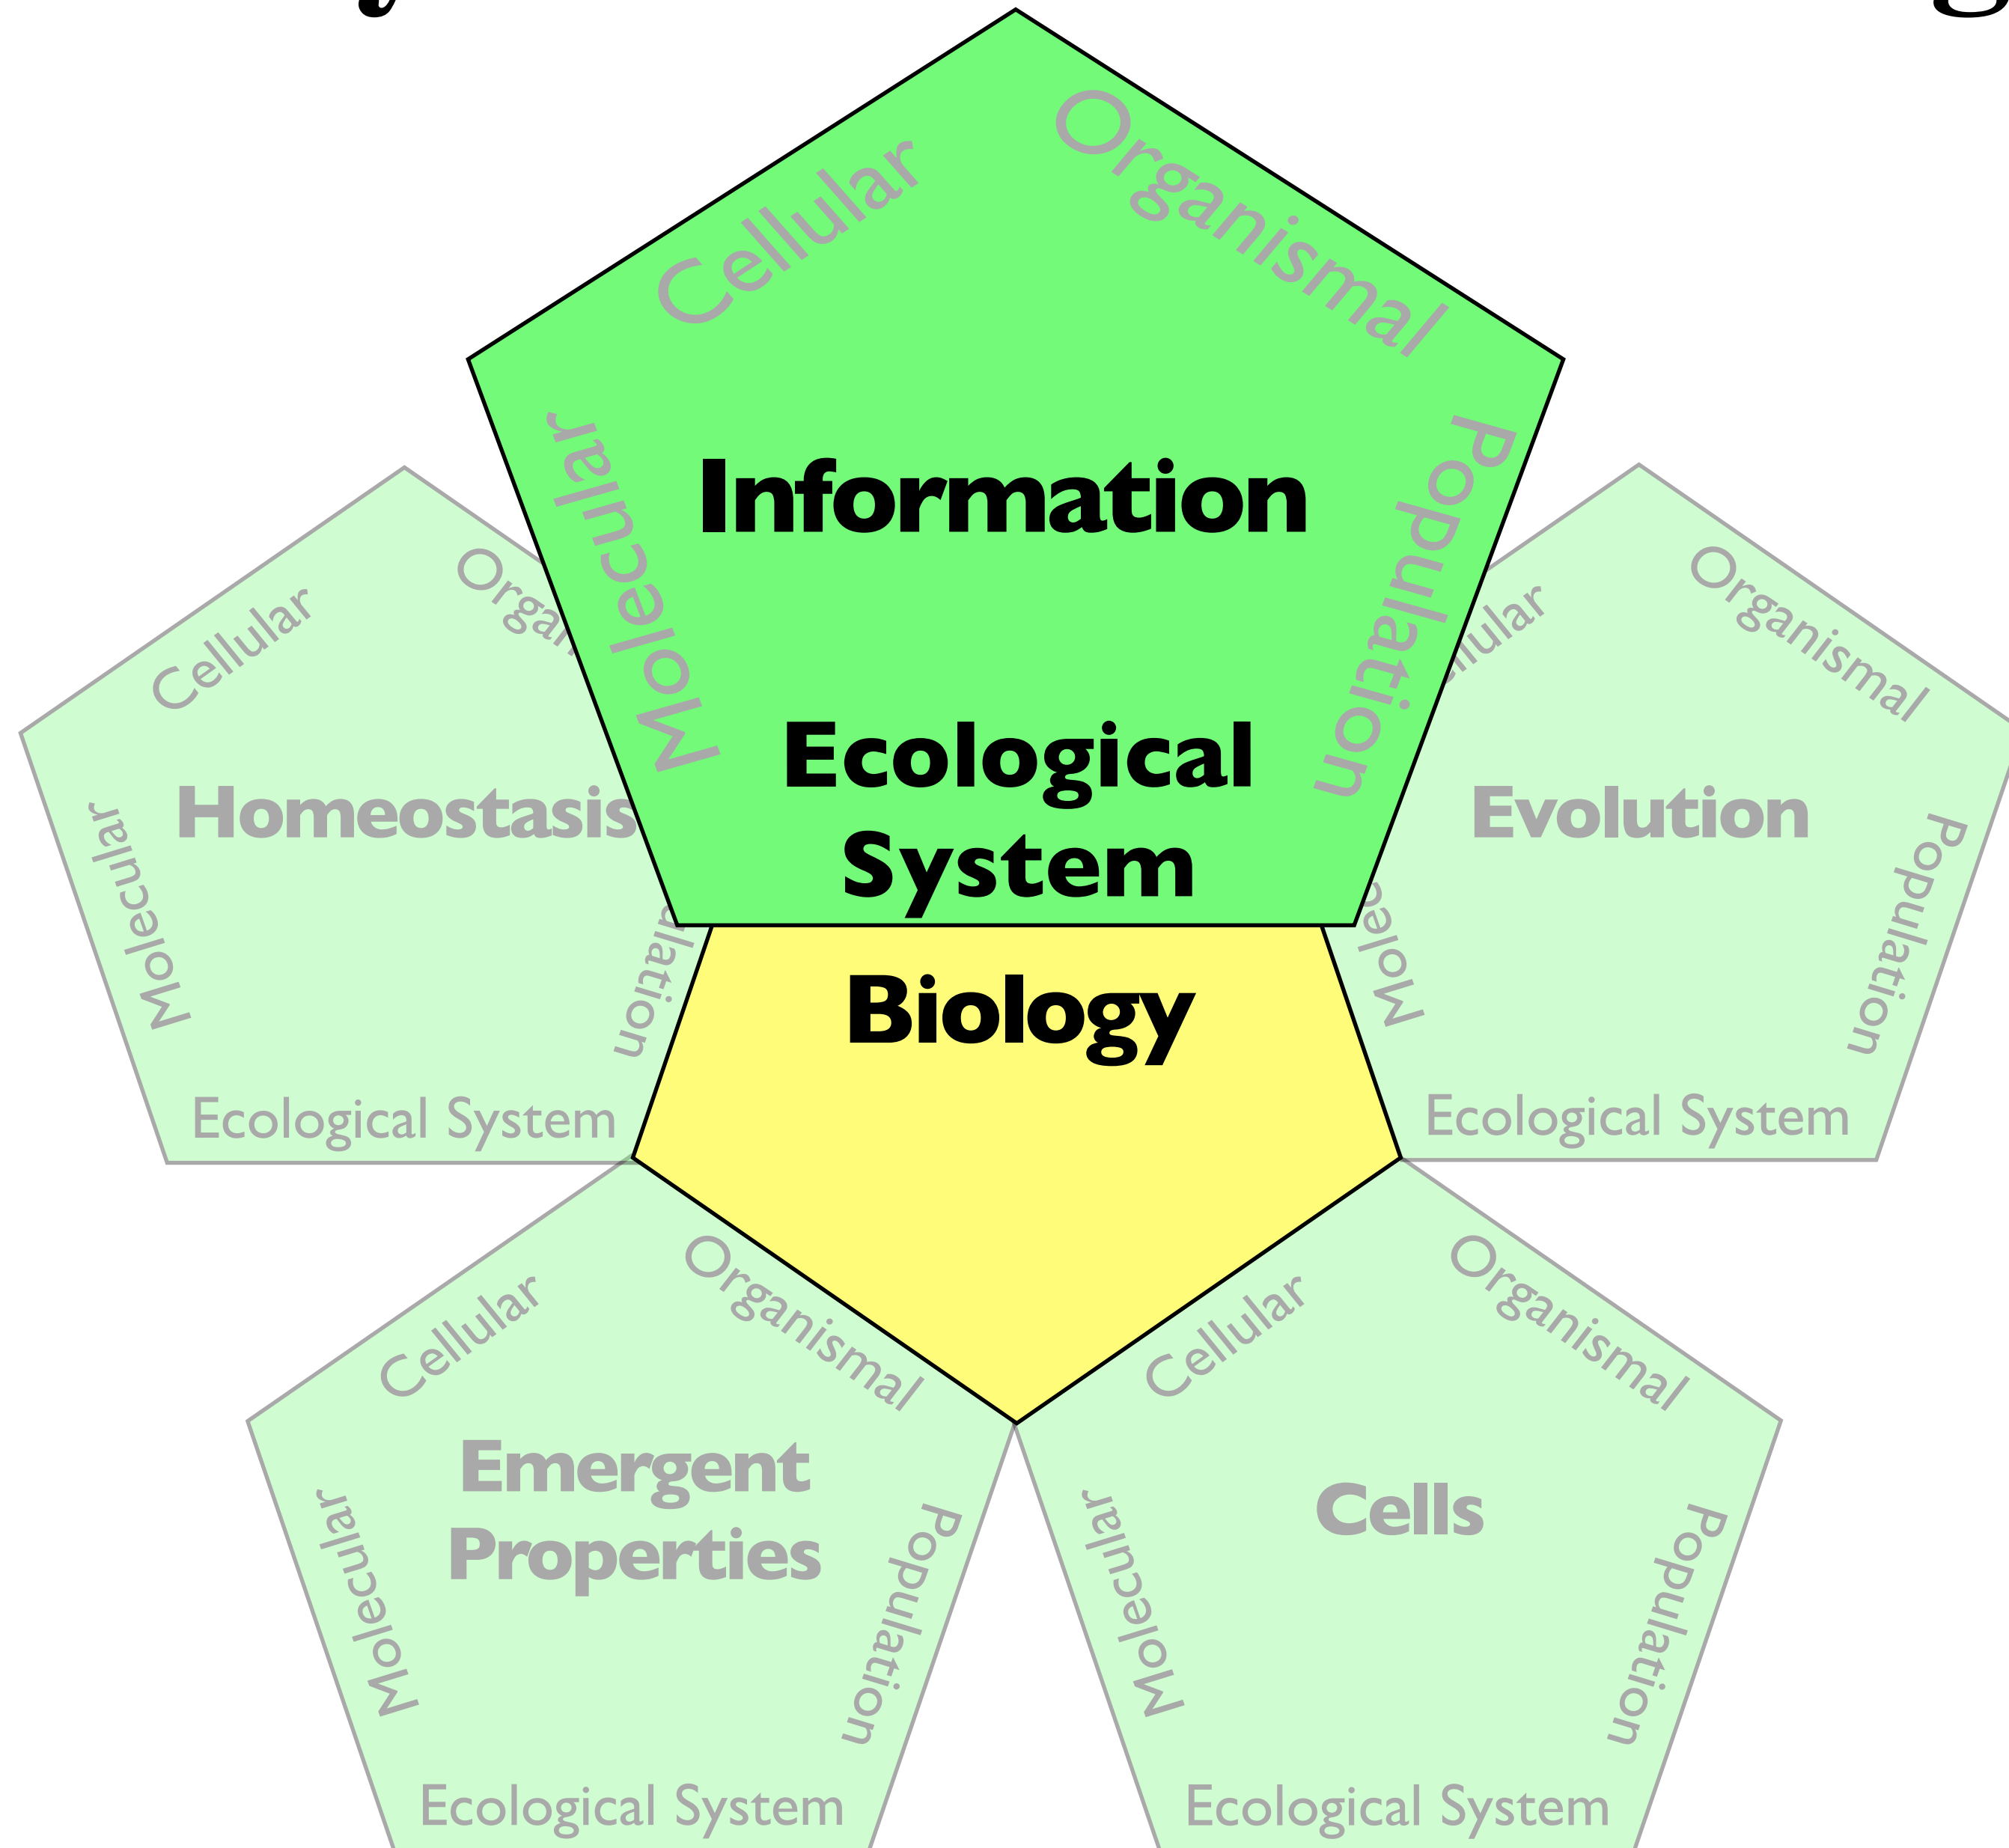 Cellular
Organismal
Molecular
Population
Information
Ecological
System
Biology
Cellular
Molecular
Homeostasis
Ecological System
Organismal
Population
Evolution
Ecological System
Cellular
Organismal
Molecular
Population
Emergent
Properties
Ecological System
Cellular
Organismal
Molecular
Population
Cells
Ecological System